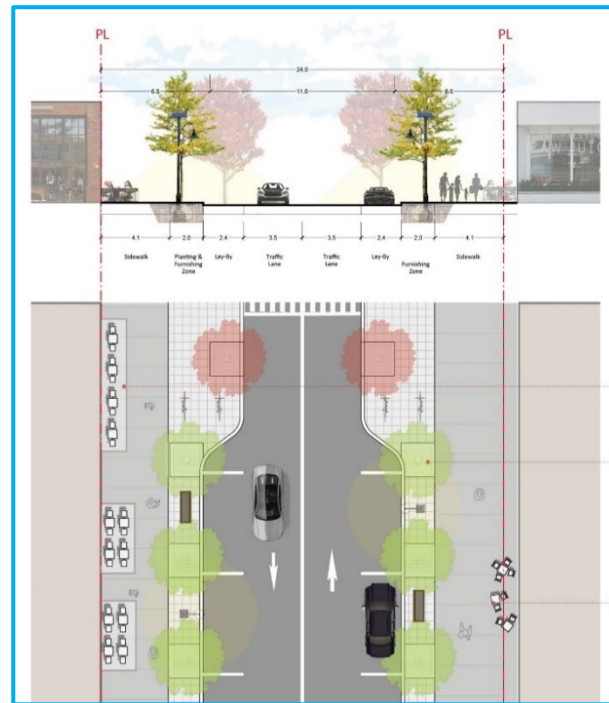 PL PL
24.0
6.5 11.0 6.5
4.1 2.0 2.4 3.5 3.5 2.4 2.0 4.1
Sidewalk Planting & Ley-By Traffic Traffic Ley-By Furnishing Sidewalk
Furnishing Lane Lane Zone
Zone